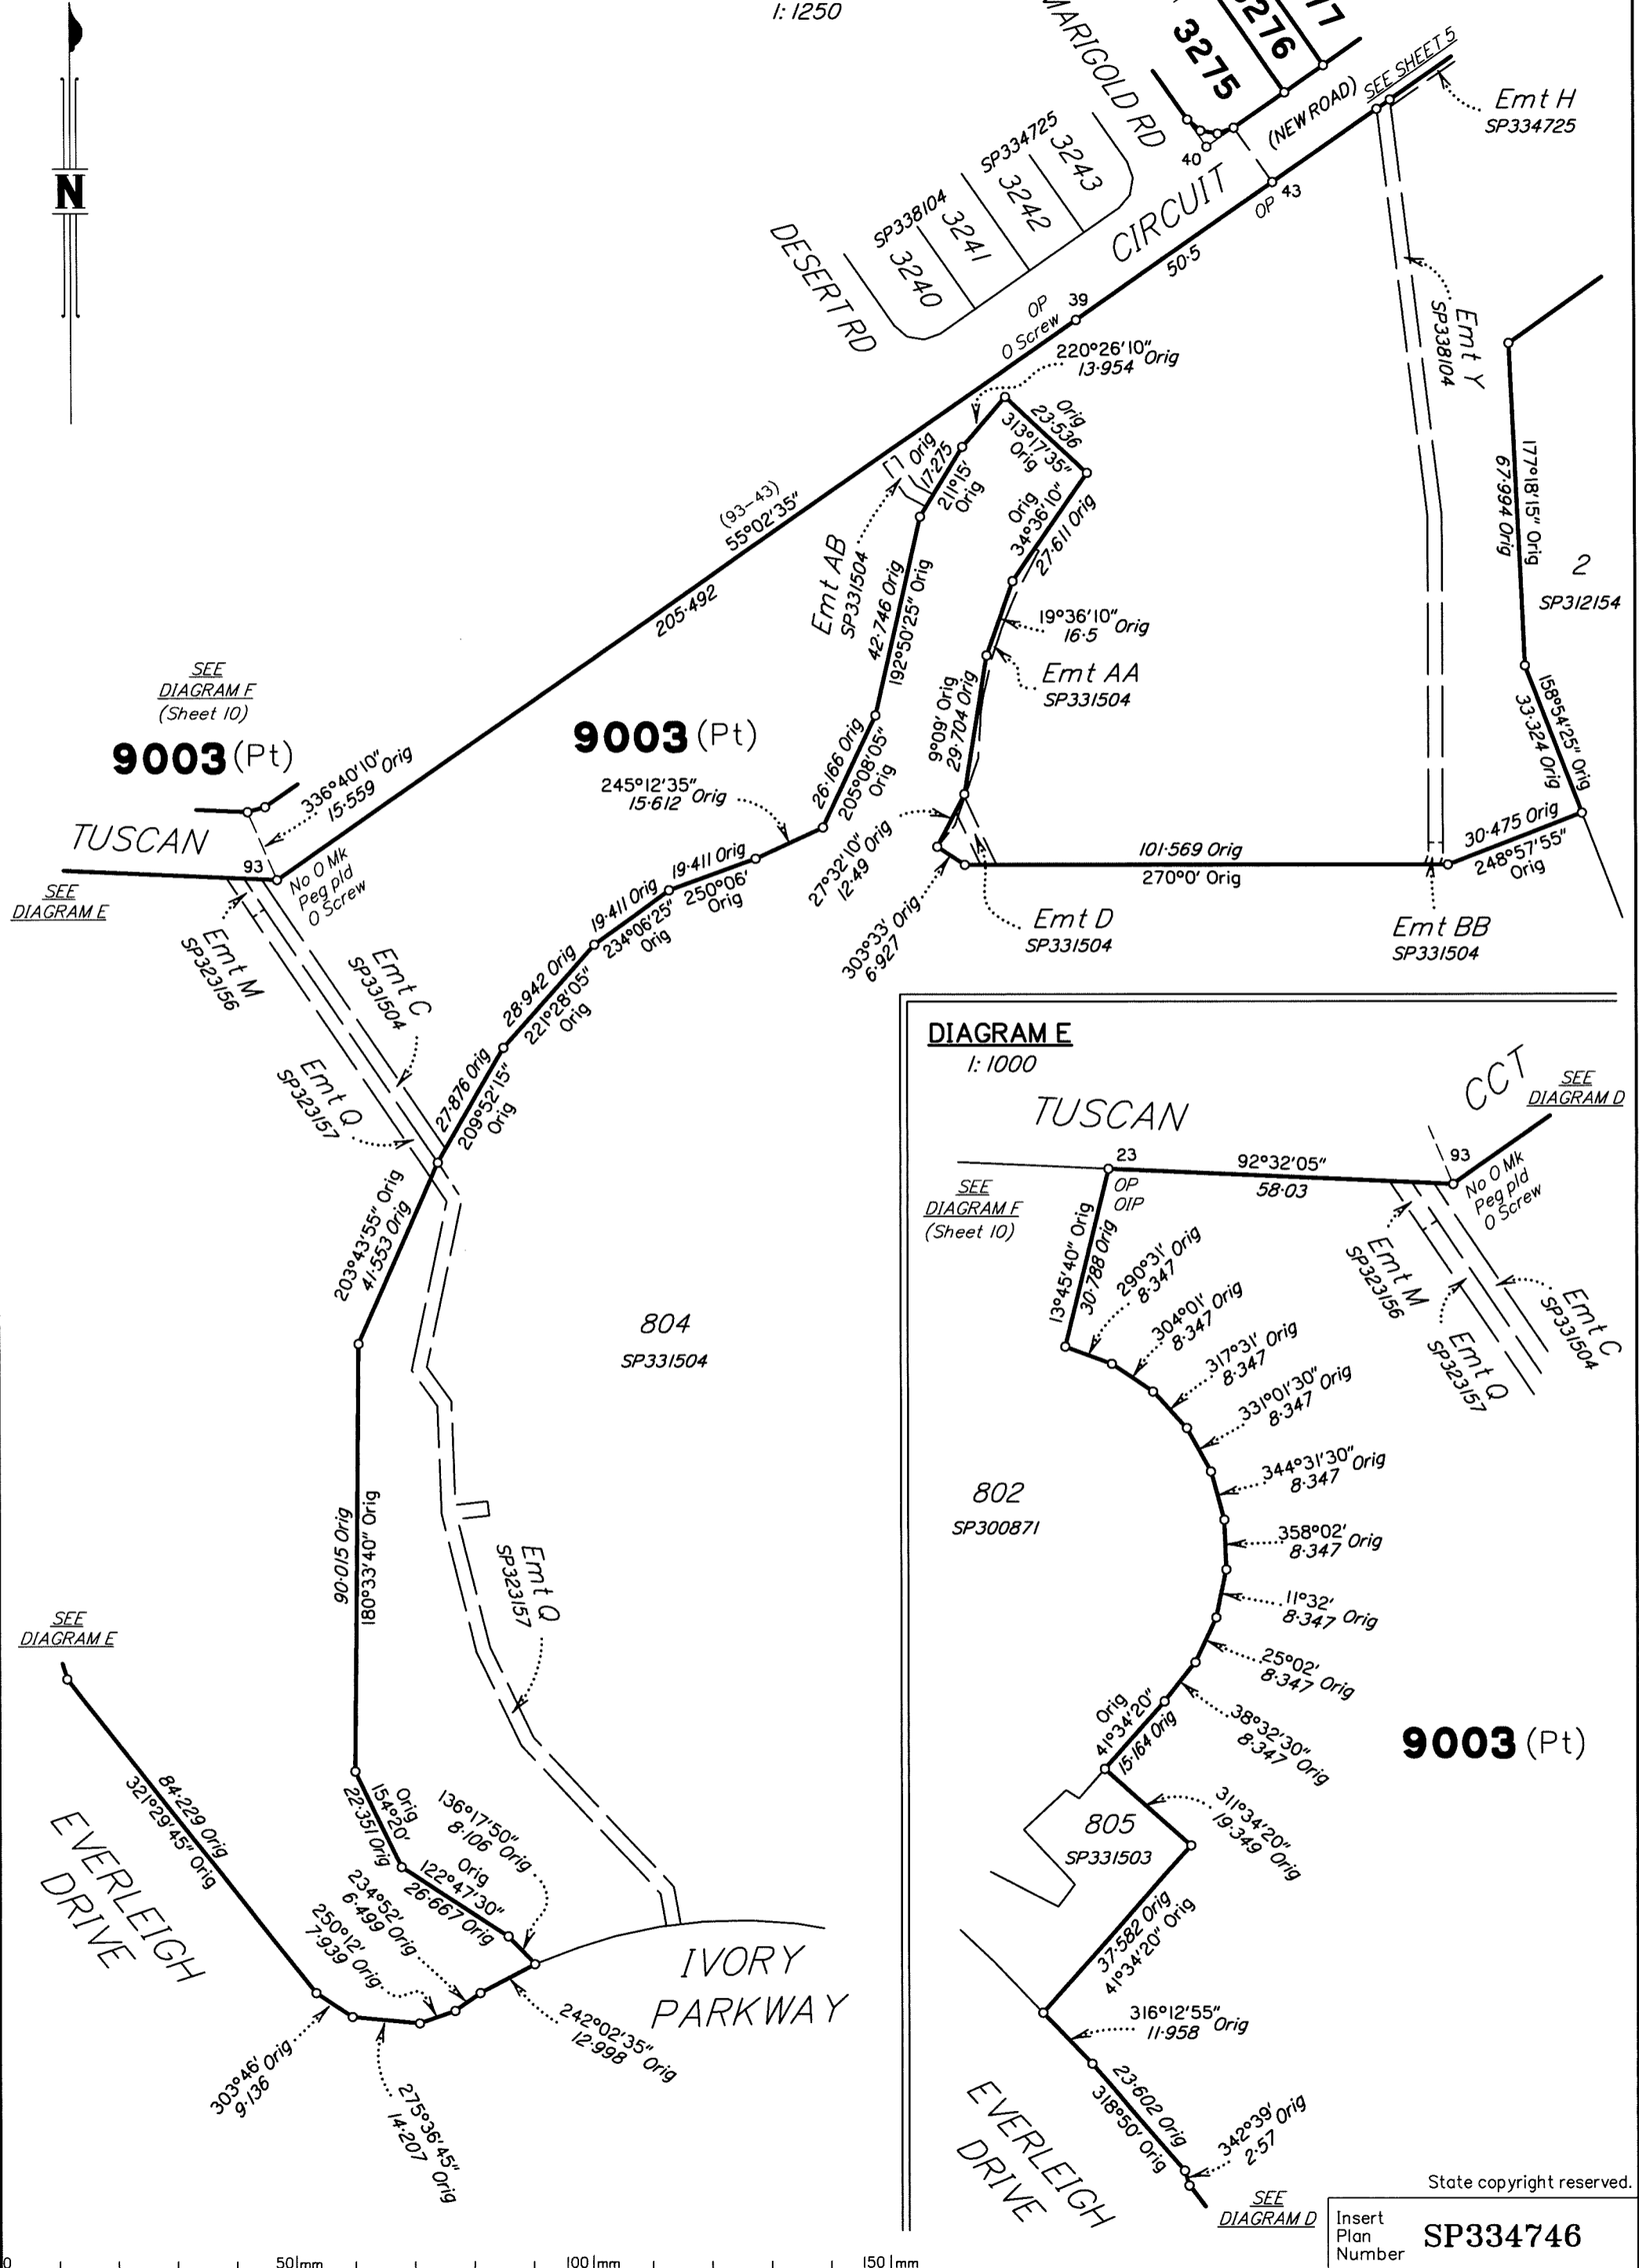 1:1250
N
MARIGOLD RD
3275
3276
77
SEE SHEET 5
(NEW ROAD)
Emt H
SP334725
40
43
OP
CIRCUIT
50·5
SP334725
3243
3242
SP338104
3241
3240
DESERT RD
OP
39
O Screw
220°26'10"
13·954
Orig
Orig
23·536
313°17'35"
Orig
Orig
17·275
211°15'
Orig
Orig
34°36'10"
27·611 Orig
Emt Y
SP338104
177°18'15" Orig
67·994 Orig
2
SP312154
(93-43)
55°02'35"
205·492
Emt AB
SP331504
42·746 Orig
192°50'25" Orig
19°36'10"
16·5
Orig
Emt AA
SP331504
9°09' Orig
29·704 Orig
158°54'25" Orig
33·324 Orig
SEE
DIAGRAM F
(Sheet 10)
9003 (Pt)
336°40'10"
15·559
Orig
9003 (Pt)
26·166 Orig
205°08'05"
Orig
245°12'35"
15·612
Orig
TUSCAN
93
No O Mk
Peg pld
O Screw
SEE
DIAGRAM E
19·411 Orig
250°06'
Orig
19·411 Orig
234°06'25"
Orig
27°32'10"
12·49
Orig
303°33'
6·927
Orig
101·569 Orig
270°0' Orig
30·475 Orig
248°57'55"
Orig
Emt D
SP331504
Emt BB
SP331504
Emt M
SP323156
Emt C
SP331504
28·942 Orig
221°28'05"
Orig
Emt Q
SP323157
27·876 Orig
209°52'15"
Orig
203°43'55" Orig
41·553 Orig
804
SP331504
90·015 Orig
180°33'40" Orig
Emt Q
SP323157
SEE
DIAGRAM E
84·229 Orig
321°29'45" Orig
EVERLEIGH
DRIVE
Orig
154°20'
22·351 Orig
136°17'50"
8·106
Orig
Orig
122°47'30"
26·667 Orig
234°52'
6·499
Orig
250°12'
7·939
Orig
IVORY
PARKWAY
242°02'35"
12·998
Orig
303°46'
9·136
Orig
275°36'45"
14·207
Orig
DIAGRAM E
1:1000
TUSCAN
CCT
SEE
DIAGRAM D
23
92°32'05"
58·03
93
No O Mk
Peg pld
O Screw
OP
OIP
SEE
DIAGRAM F
(Sheet 10)
13°45'40" Orig
30·788 Orig
290°31'
8·347
Orig
304°01'
8·347
Orig
317°31'
8·347
Orig
331°01'30"
8·347
Orig
344°31'30"
8·347
Orig
358°02'
8·347
Orig
11°32'
8·347
Orig
25°02'
8·347
Orig
38°32'30"
8·347
Orig
Emt M
SP323156
Emt Q
SP323157
Emt C
SP331504
802
SP300871
Orig
41°34'20"
15·164 Orig
9003 (Pt)
311°34'20"
19·349
Orig
805
SP331503
37·582 Orig
41°34'20" Orig
316°12'55"
11·958
Orig
23·602 Orig
318°50' Orig
342°39'
2·57
Orig
EVERLEIGH
DRIVE
SEE
DIAGRAM D
State copyright reserved.
Insert
Plan
Number
SP334746
0
50mm
100mm
150mm